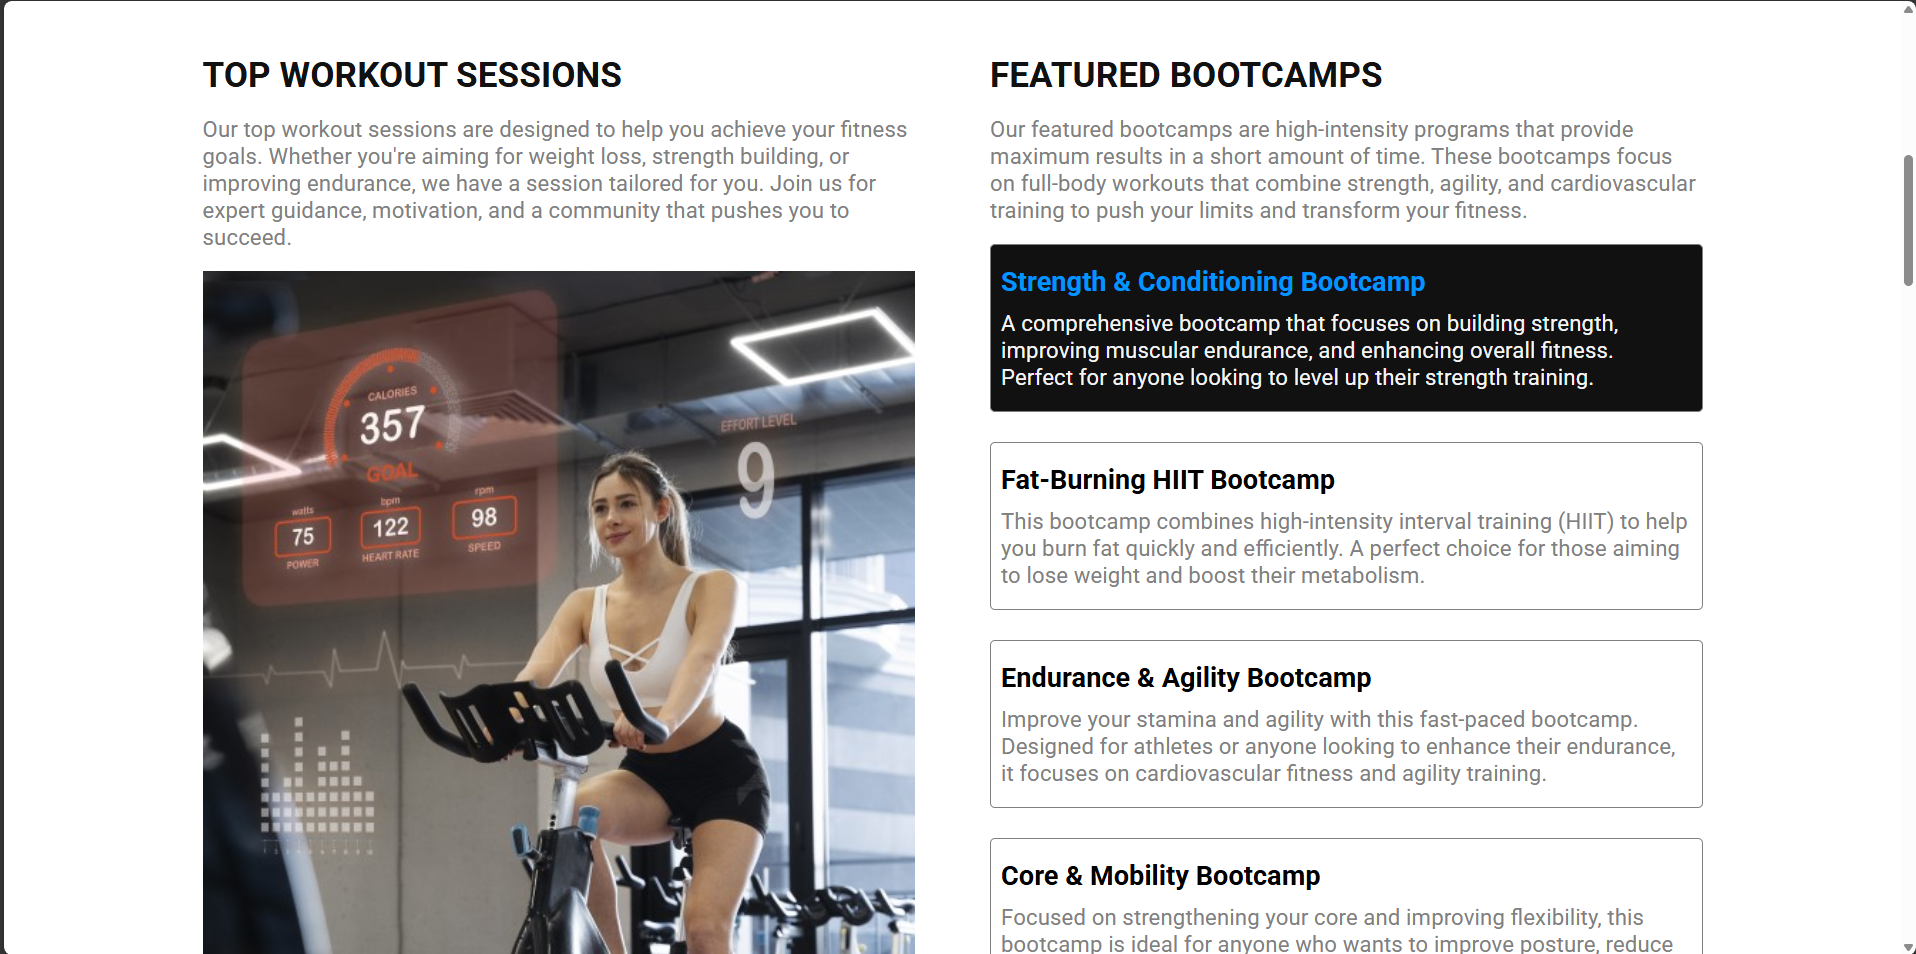 TOP WORKOUT SESSIONS
Our top workout sessions are designed to help you achieve your fitness
goals. Whether you're aiming for weight loss, strength building, or
improving endurance, we have a session tailored for you. Join us for
expert guidance, motivation, and a community that pushes you to
succeed.
CALORIES
357
GOAL
watts
75
POWER
bpm
122
HEART RATE
rpm
98
SPEED
EFFORT LEVEL
9
FEATURED BOOTCAMPS
Our featured bootcamps are high-intensity programs that provide
maximum results in a short amount of time. These bootcamps focus
on full-body workouts that combine strength, agility, and cardiovascular
training to push your limits and transform your fitness.
Strength & Conditioning Bootcamp
A comprehensive bootcamp that focuses on building strength,
improving muscular endurance, and enhancing overall fitness.
Perfect for anyone looking to level up their strength training.
Fat-Burning HIIT Bootcamp
This bootcamp combines high-intensity interval training (HIIT) to help
you burn fat quickly and efficiently. A perfect choice for those aiming
to lose weight and boost their metabolism.
Endurance & Agility Bootcamp
Improve your stamina and agility with this fast-paced bootcamp.
Designed for athletes or anyone looking to enhance their endurance,
it focuses on cardiovascular fitness and agility training.
Core & Mobility Bootcamp
Focused on strengthening your core and improving flexibility, this
bootcamp is ideal for anyone who wants to improve posture, reduce